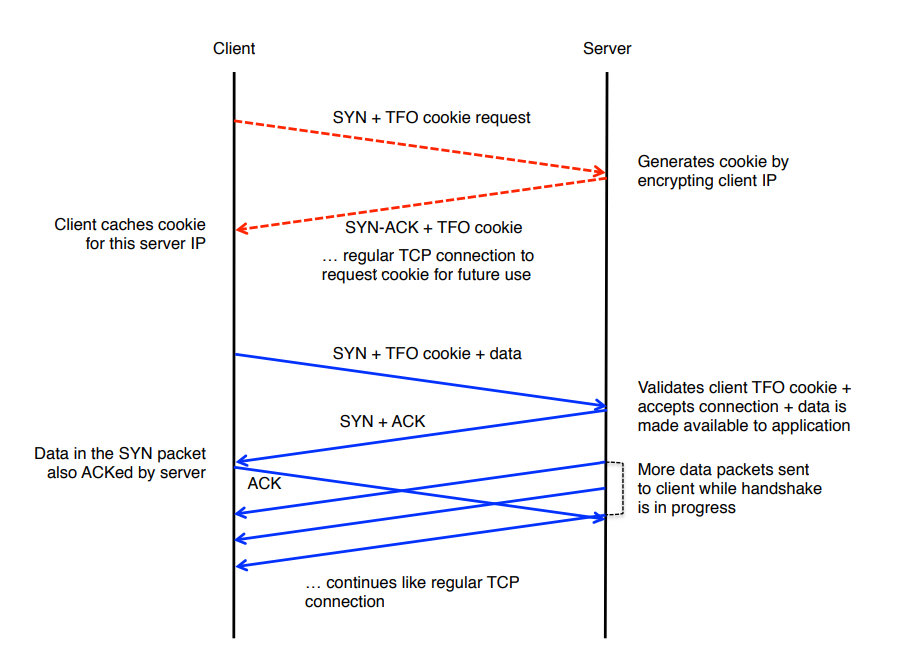 Client
Server
SYN + TFO cookie request
Generates cookie by
encrypting client IP
Client caches cookie
for this server IP
SYN-ACK + TFO cookie
… regular TCP connection to
request cookie for future use
SYN + TFO cookie + data
Validates client TFO cookie +
accepts connection + data is
made available to application
SYN + ACK
Data in the SYN packet
also ACKed by server
ACK
More data packets sent
to client while handshake
is in progress
… continues like regular TCP
connection